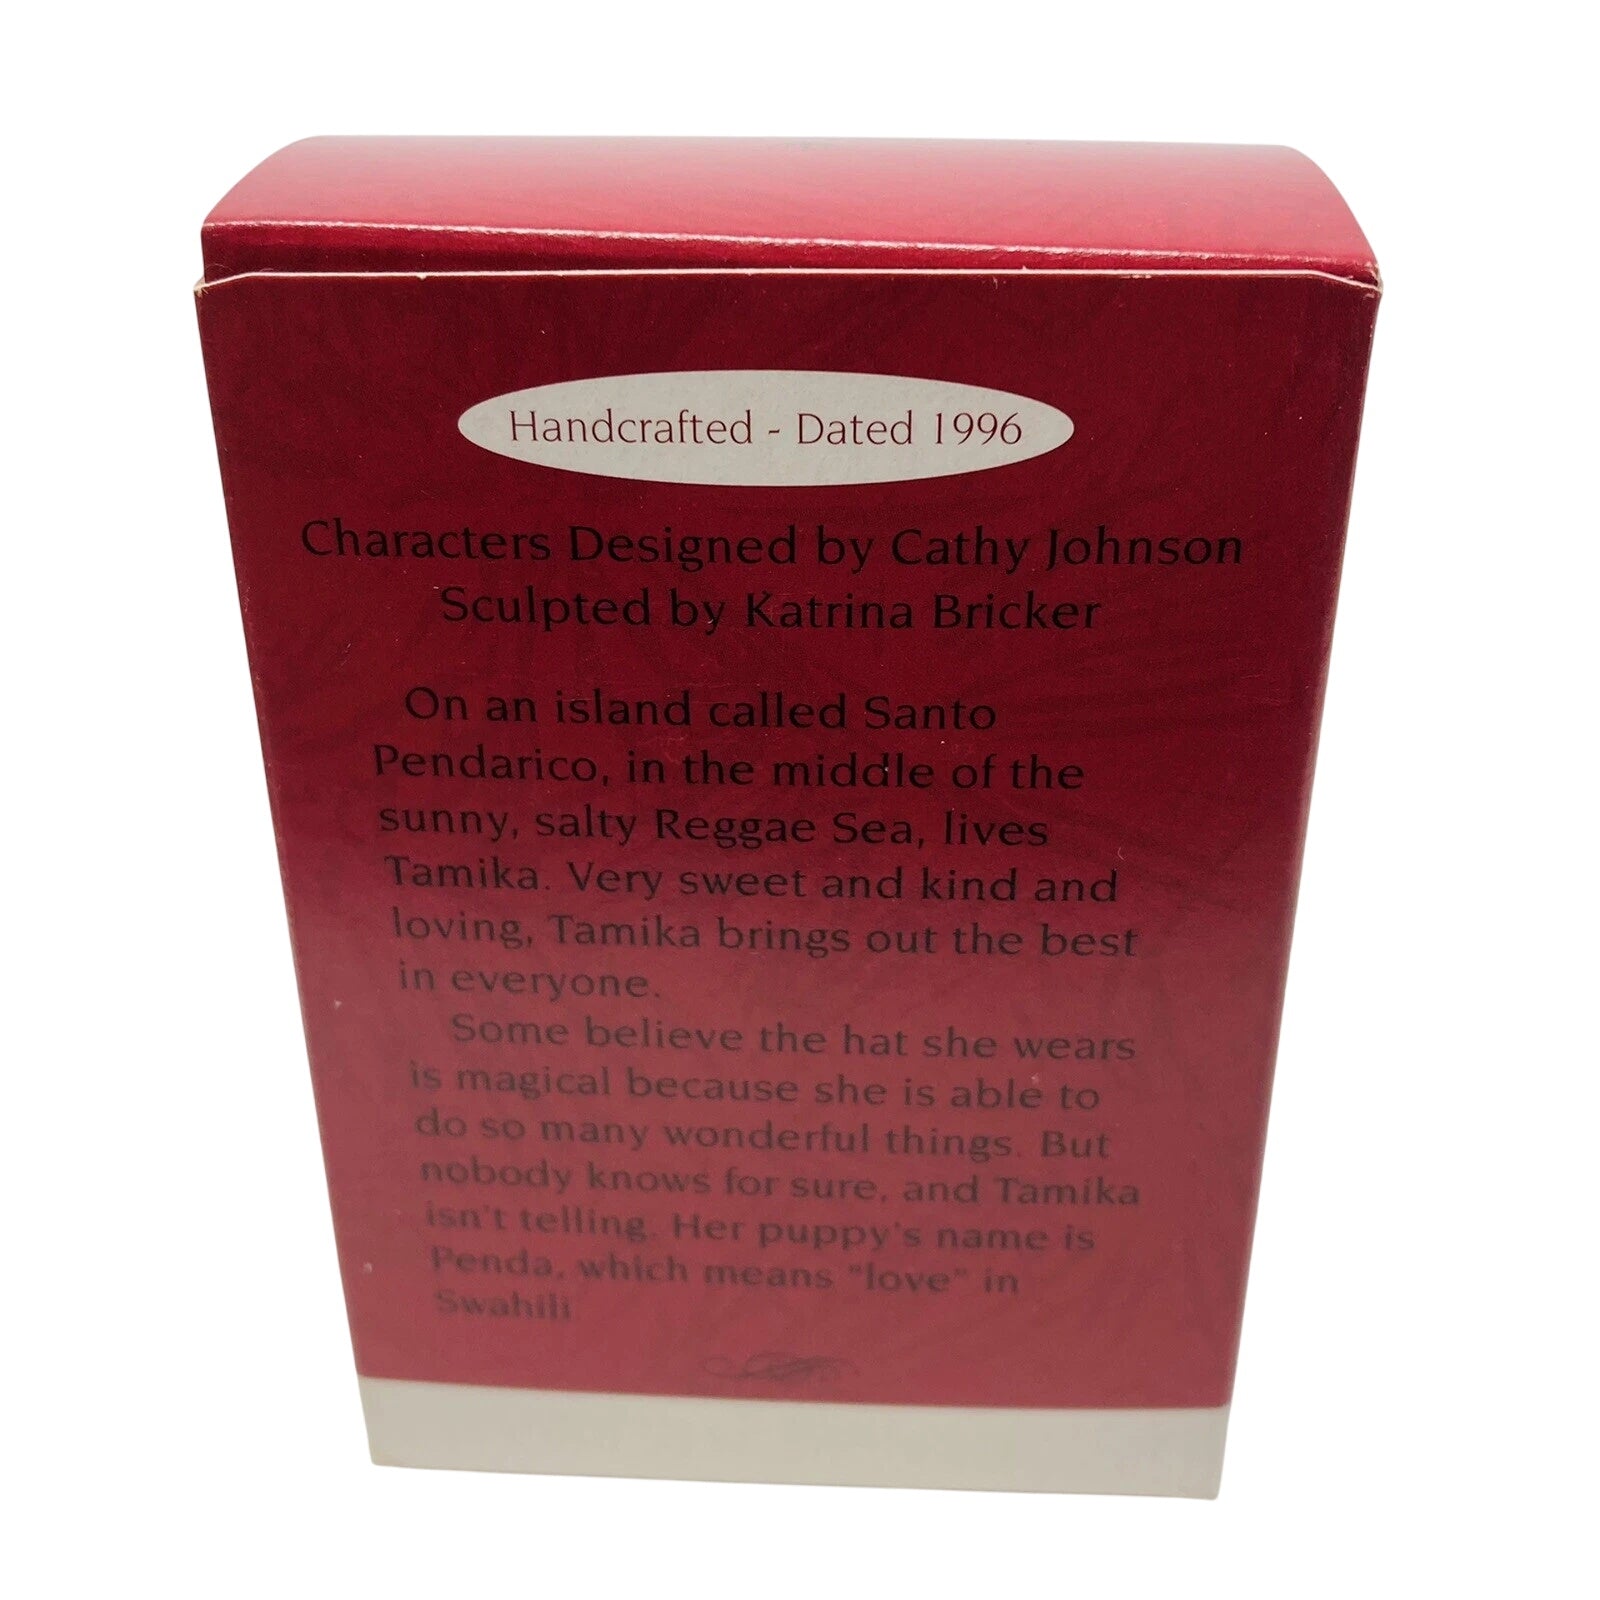 Handcrafted - Dated 1996
Characters Designed by Cathy Johnson
Sculpted by Katrina Bricker
On an island called Santo
Pendarico, in the middle of the
sunny, salty Reggae Sea, lives
Tamika. Very sweet and kind and
loving, Tamika brings out the best
in everyone.
Some believe the hat she wears
is magical because she is able to
do so many wonderful things. But
nobody knows for sure, and Tamika
isn't telling. Her puppy's name is
Penda, which means "love" in
Swahili